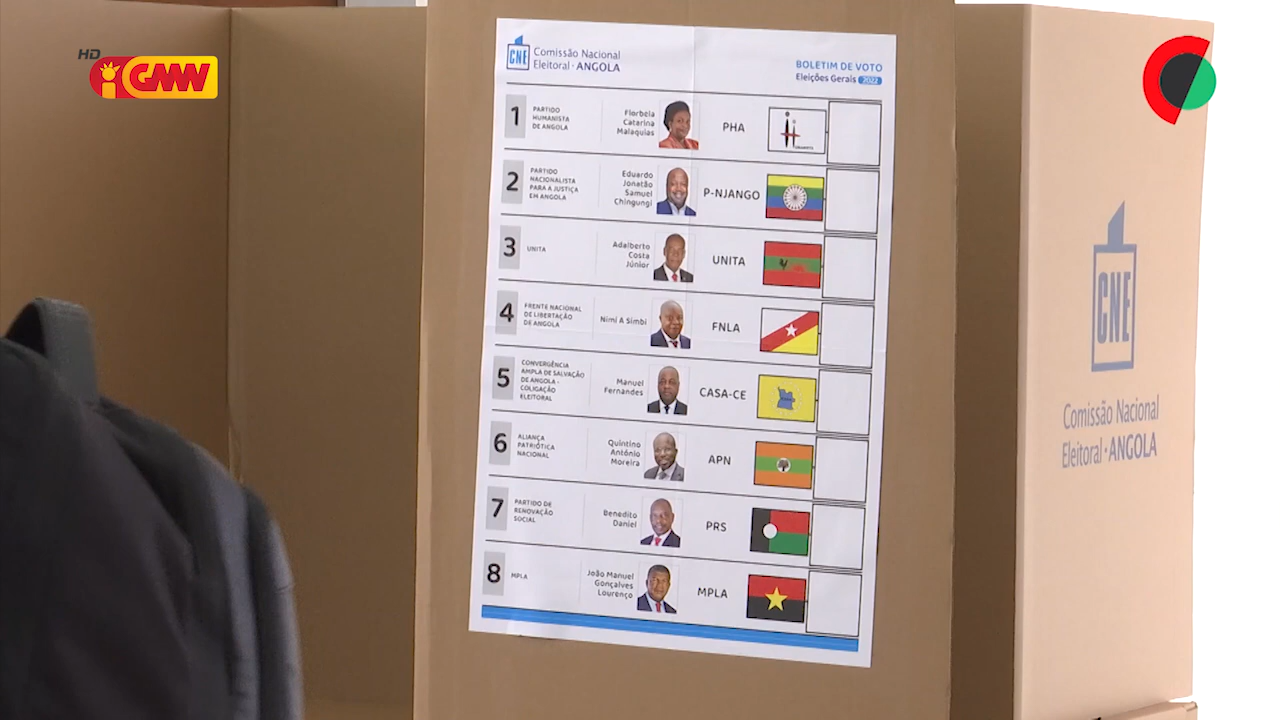 HD
iGMW
CNE
Comissão Nacional
Eleitoral · ANGOLA
BOLETIM DE VOTO
Eleições Gerais 2022
1
PARTIDO
HUMANISTA
DE ANGOLA
Florbela
Catarina
Malaquias
PHA
2
PARTIDO
NACIONALISTA
PARA A JUSTIÇA
EM ANGOLA
Eduardo
Jonatão
Samuel
Chingungi
P-NJANGO
3
UNITA
Adalberto
Costa
Júnior
UNITA
4
FRENTE NACIONAL
DE LIBERTAÇÃO
DE ANGOLA
Nimi A Simbi
FNLA
5
CONVERGÊNCIA
AMPLA DE SALVAÇÃO
DE ANGOLA -
COLIGAÇÃO
ELEITORAL
Manuel
Fernandes
CASA-CE
6
ALIANÇA
PATRIÓTICA
NACIONAL
Quintino
António
Moreira
APN
7
PARTIDO DE
RENOVAÇÃO
SOCIAL
Benedito
Daniel
PRS
8
MPLA
João Manuel
Gonçalves
Lourenço
MPLA
CNE
Comissão Nacional
Eleitoral · ANGOLA